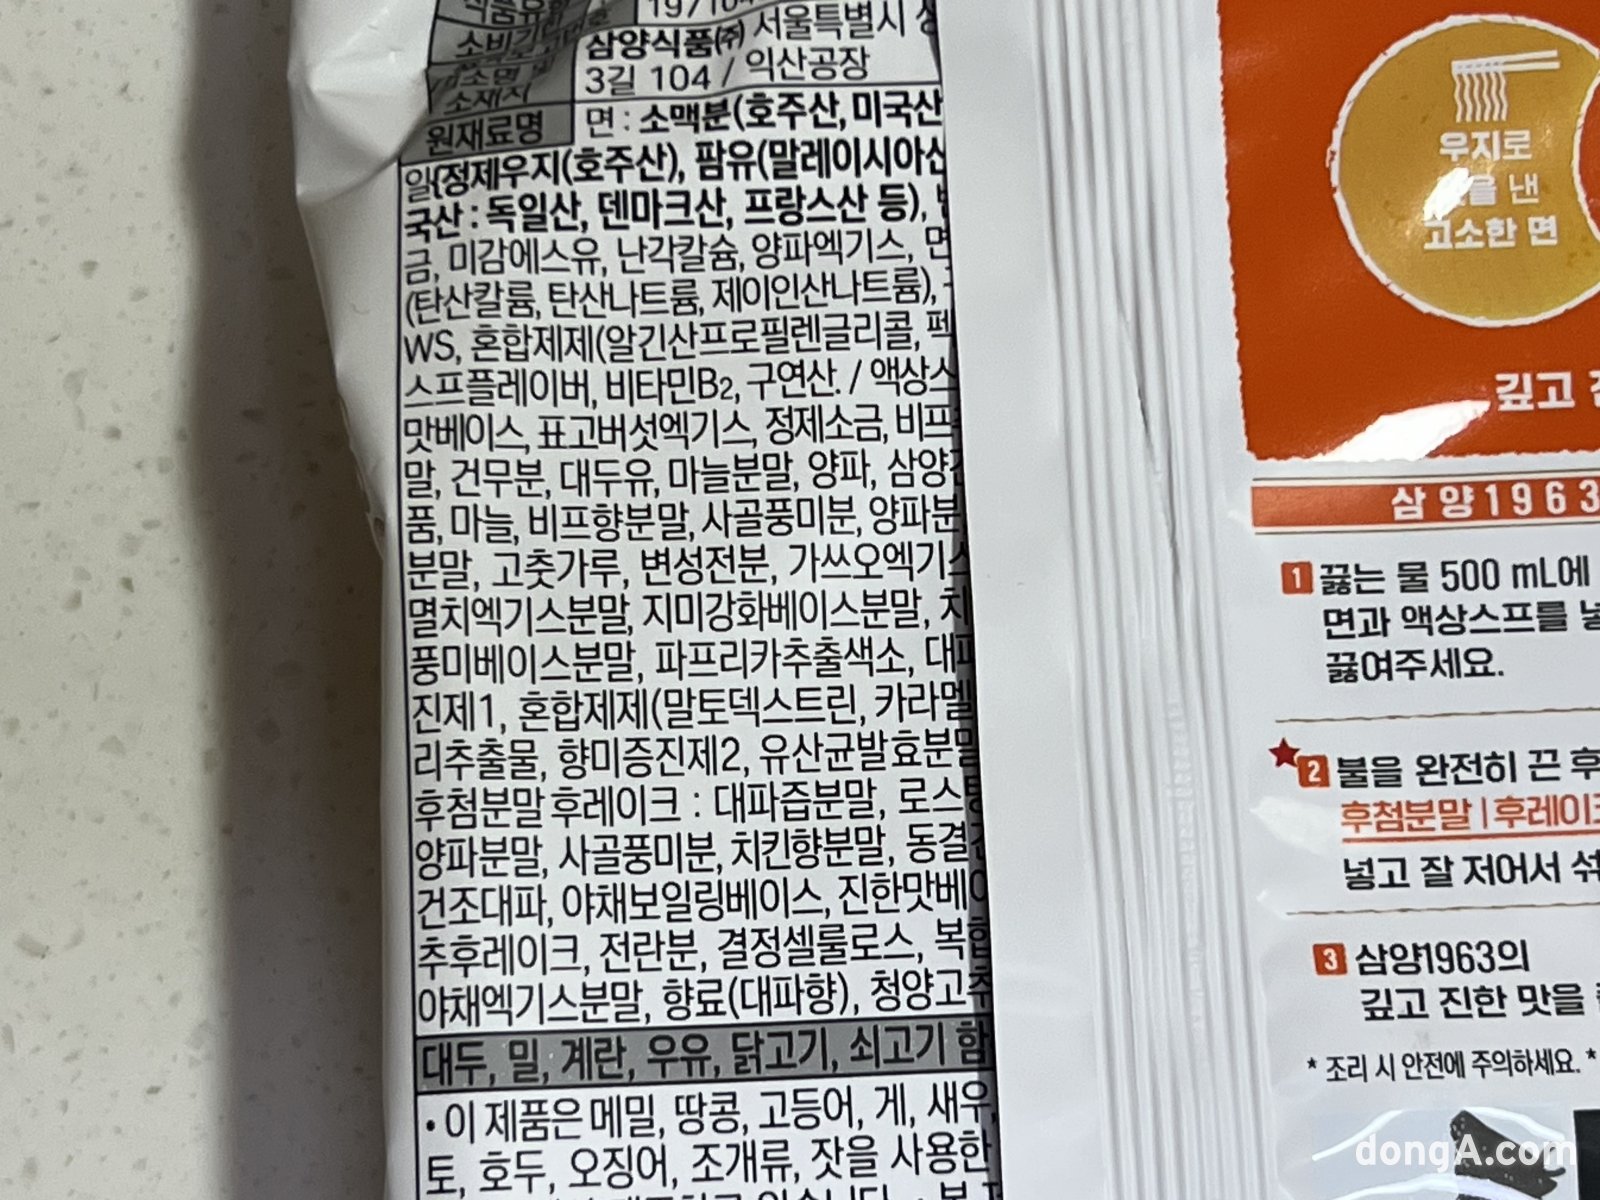 식품유형
197104
소비기한
삼양식품(주) 서울특별시
소재지
3길 104 / 익산공장
원재료명
면 : 소맥분(호주산, 미국산
일{정제우지(호주산), 팜유(말레이시아산
국산 : 독일산, 덴마크산, 프랑스산 등),
금, 미감에스유, 난각칼슘, 양파엑기스, 면
(탄산칼륨, 탄산나트륨, 제이인산나트륨),
WS, 혼합제제(알긴산프로필렌글리콜, 펙
스프플레이버, 비타민B2, 구연산. / 액상스
맛베이스, 표고버섯엑기스, 정제소금, 비프
말, 건무분, 대두유, 마늘분말, 양파, 삼양
품, 마늘, 비프향분말, 사골풍미분, 양파분
분말, 고춧가루, 변성전분, 가쓰오엑기스
멸치엑기스분말, 지미강화베이스분말, 치
풍미베이스분말, 파프리카추출색소, 대파
진제1, 혼합제제(말토덱스트린, 카라멜
리추출물, 향미증진제2, 유산균발효분말
후첨분말후레이크 : 대파즙분말, 로스팅
양파분말, 사골풍미분, 치킨향분말, 동결
건조대파, 야채보일링베이스, 진한맛베이
추후레이크, 전란분, 결정셀룰로스, 복합
야채엑기스분말, 향료(대파향), 청양고추
대두, 밀, 계란, 우유, 닭고기, 쇠고기 함
• 이 제품은 메밀, 땅콩, 고등어, 게, 새우,
토, 호두, 오징어, 조개류, 잣을 사용한
우지로
을 낸
고소한 면
깊고
삼양1963
1 끓는 물 500 mL에
면과 액상스프를
끓여주세요.
2 불을 완전히 끈 후
후첨분말 | 후레이크
넣고 잘 저어서
3 삼양1963의
깊고 진한 맛을
* 조리 시 안전에 주의하세요. *
dongA.com